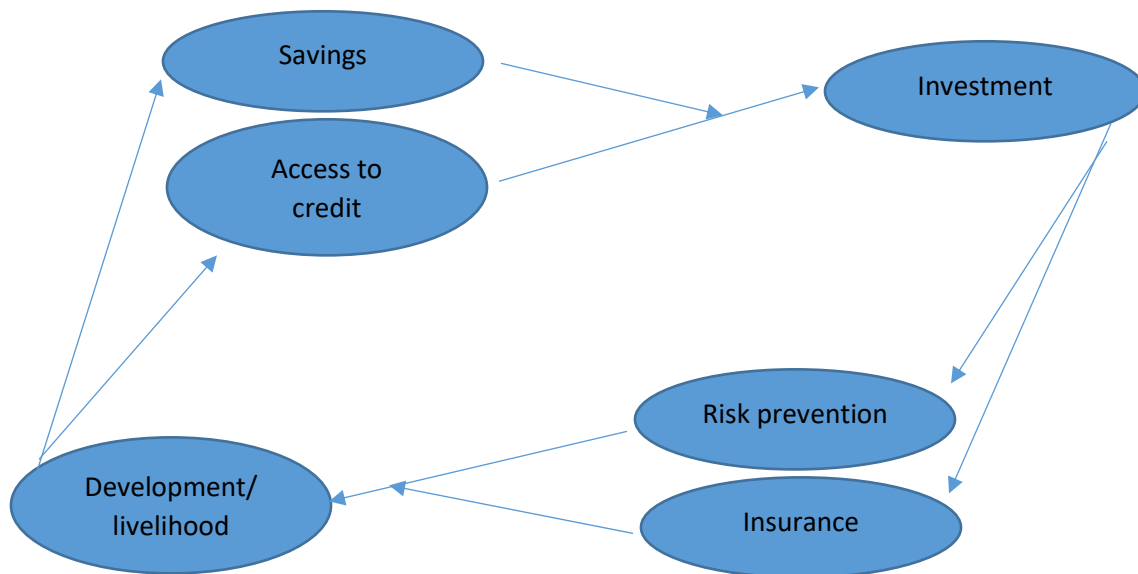 Savings
Investment
Access to
credit
Risk prevention
Development/
livelihood
Insurance